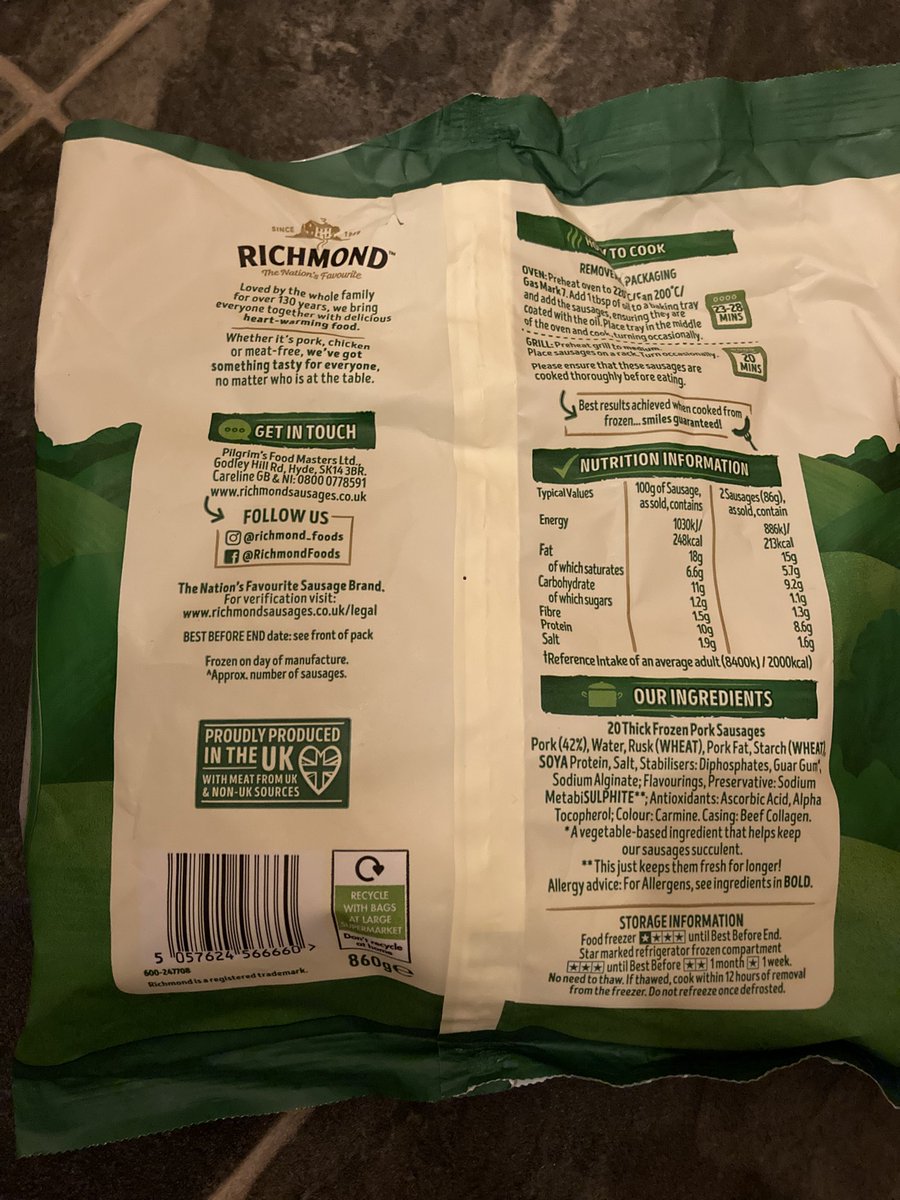 SINCE
RICHMOND™
The Nation's Favourite
Loved by the whole family
for over 130 years, we bring
everyone together with delicious
heart-warming food.
Whether it's pork, chicken
or meat-free, we've got
something tasty for everyone,
no matter who is at the table.
GET IN TOUCH
Pilgrim's Food Masters Ltd.,
Godley Hill Rd, Hyde, SK14 3BR.
Careline GB & NI: 0800 0778591
www.richmondsausages.co.uk
FOLLOW US
@richmond_foods
@RichmondFoods
The Nation's Favourite Sausage Brand.
For verification visit:
www.richmondsausages.co.uk/legal
BEST BEFORE END date: see front of pack
Frozen on day of manufacture.
^Approx. number of sausages.
PROUDLY PRODUCED
IN THE UK
WITH MEAT FROM UK
& NON-UK SOURCES
5 057624 566660 >
600-247708
Richmond is a registered trademark.
RECYCLE
WITH BAGS
AT LARGE
SUPERMARKET
Don't recycle
at home
860g℮
TO COOK
REMOVE PACKAGING
OVEN: Preheat oven to 220°C/Fan 200°C/
Gas Mark 7. Add 1 tbsp of oil to a baking tray
and add the sausages, ensuring they are
coated with the oil. Place tray in the middle
of the oven and cook, turning occasionally.
23-28
MINS
GRILL: Preheat grill to medium.
Place sausages on a rack. Turn occasionally.
20
MINS
Please ensure that these sausages are
cooked thoroughly before eating.
Best results achieved when cooked from
frozen... smiles guaranteed!
NUTRITION INFORMATION
Typical Values 100g of Sausage, as sold, contains 2 Sausages (86g), as sold, contain
Energy 1030kJ/ 886kJ/
248kcal 213kcal
Fat 18g 15g
of which saturates 6.6g 5.7g
Carbohydrate 11g 9.2g
of which sugars 1.2g 1.1g
Fibre 1.5g 1.3g
Protein 10g 8.6g
Salt 1.9g 1.6g
†Reference Intake of an average adult (8400kJ / 2000kcal)
OUR INGREDIENTS
20 Thick Frozen Pork Sausages
Pork (42%), Water, Rusk (WHEAT), Pork Fat, Starch (WHEAT)
SOYA Protein, Salt, Stabilisers: Diphosphates, Guar Gum*,
Sodium Alginate; Flavourings, Preservative: Sodium
MetabiSULPHITE**; Antioxidants: Ascorbic Acid, Alpha
Tocopherol; Colour: Carmine. Casing: Beef Collagen.
*A vegetable-based ingredient that helps keep
our sausages succulent.
**This just keeps them fresh for longer!
Allergy advice: For Allergens, see ingredients in BOLD.
STORAGE INFORMATION
Food freezer ★★★★ until Best Before End.
Star marked refrigerator frozen compartment
★★★ until Best Before ★★ 1 month ★ 1 week.
No need to thaw. If thawed, cook within 12 hours of removal
from the freezer. Do not refreeze once defrosted.